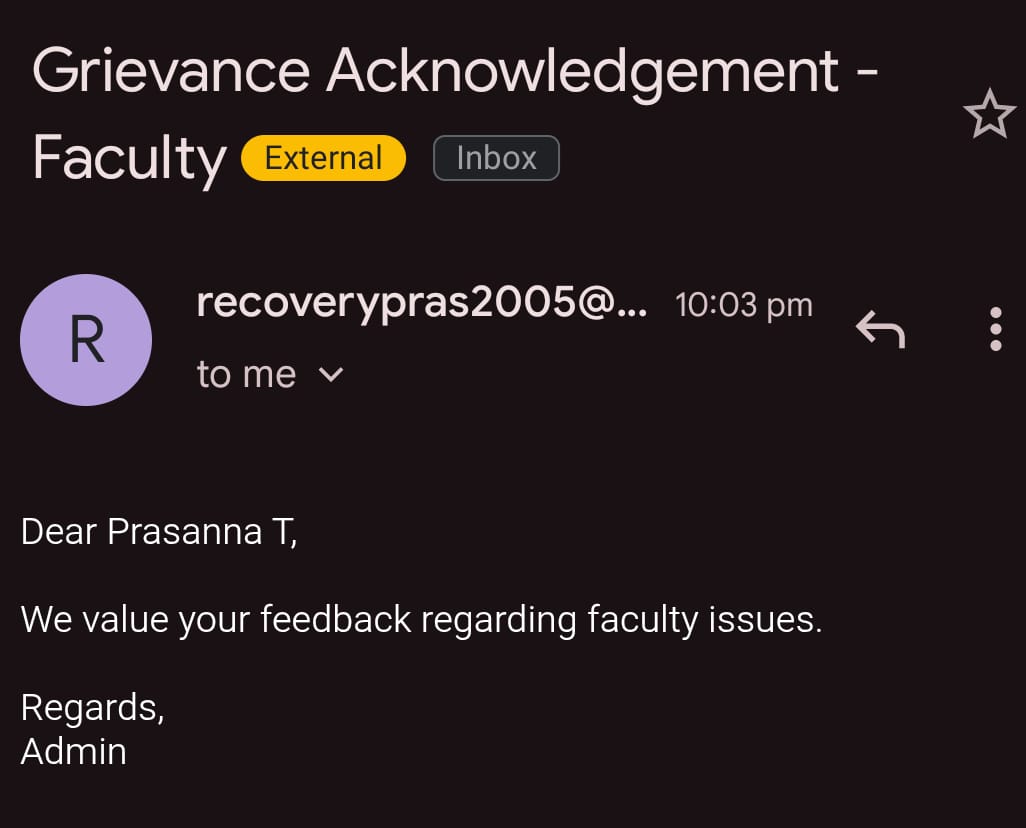 Grievance Acknowledgement -
Faculty External Inbox
R
recoverypras2005@... 10:03 pm
to me
Dear Prasanna T,
We value your feedback regarding faculty issues.
Regards,
Admin